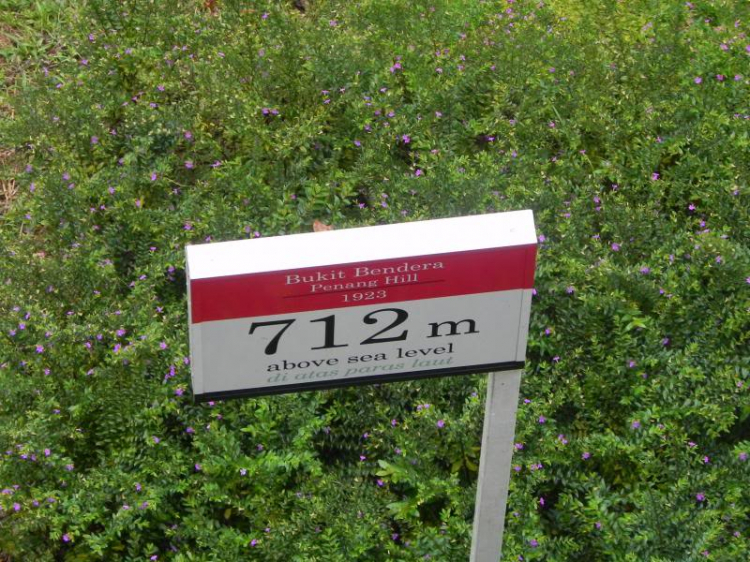 Bukit Bendera
Penang Hill
1923
712 m
above sea level
di atas paras laut